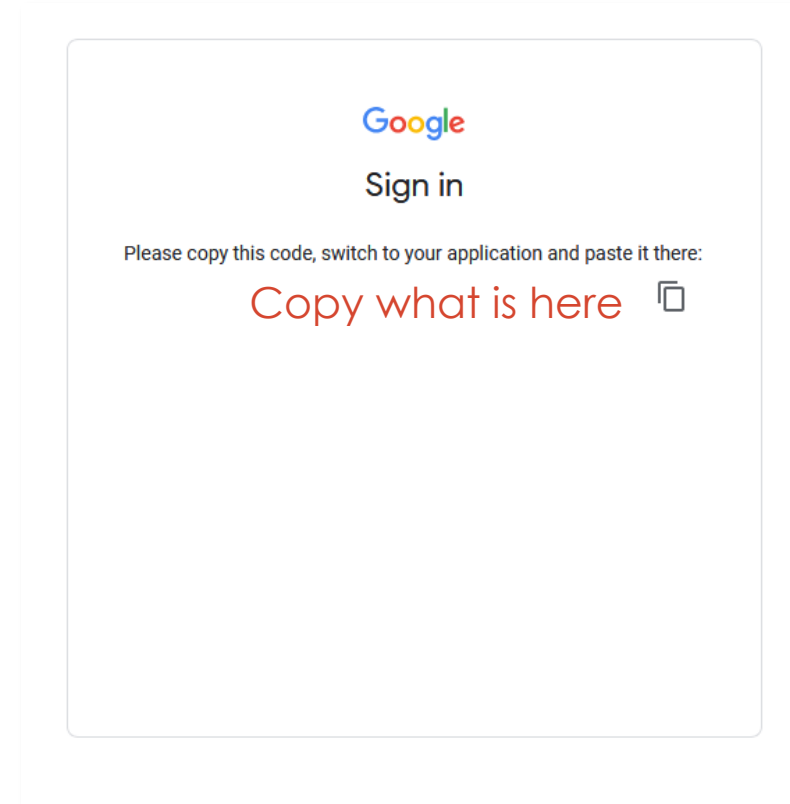 Google
Sign in
Please copy this code, switch to your application and paste it there:
Copy what is here